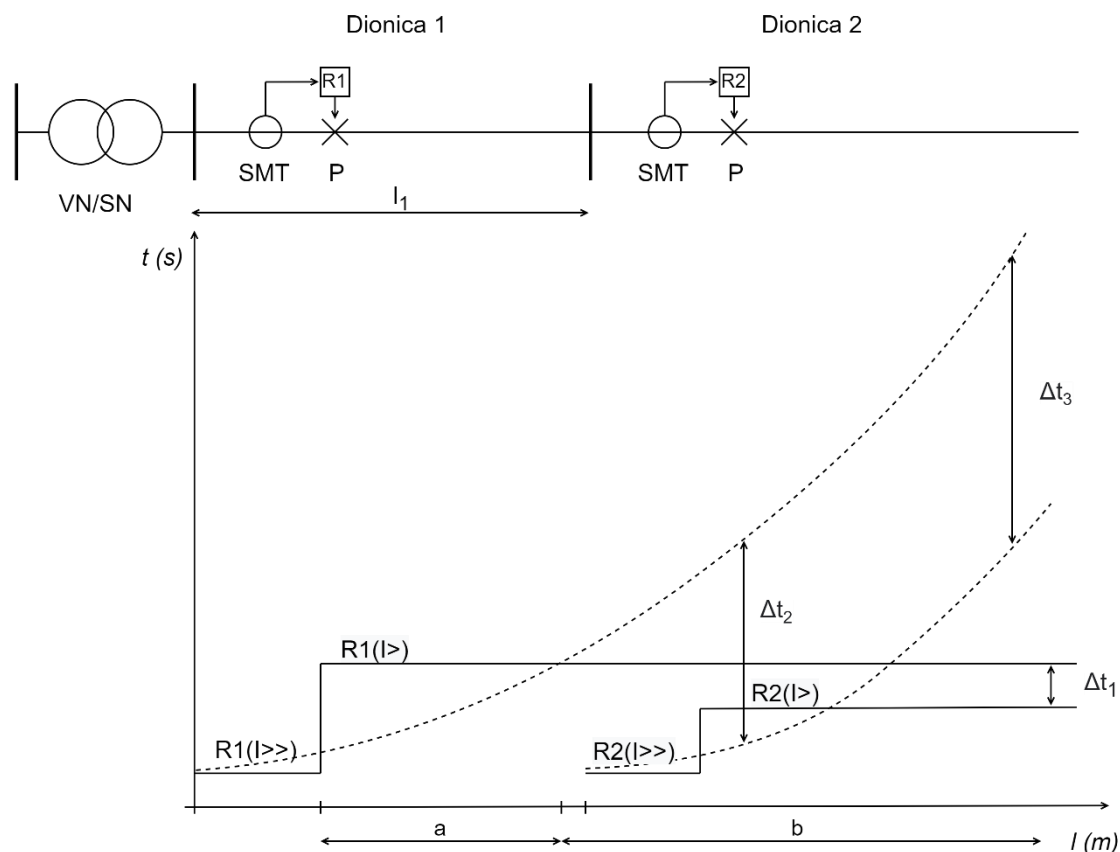 Dionica 1
Dionica 2
R1
R2
SMT
P
SMT
P
VN/SN
l₁
t (s)
Δt₃
Δt₂
R1(I>)
Δt₁
R2(I>)
R1(I>>)
R2(I>>)
a
b
l (m)